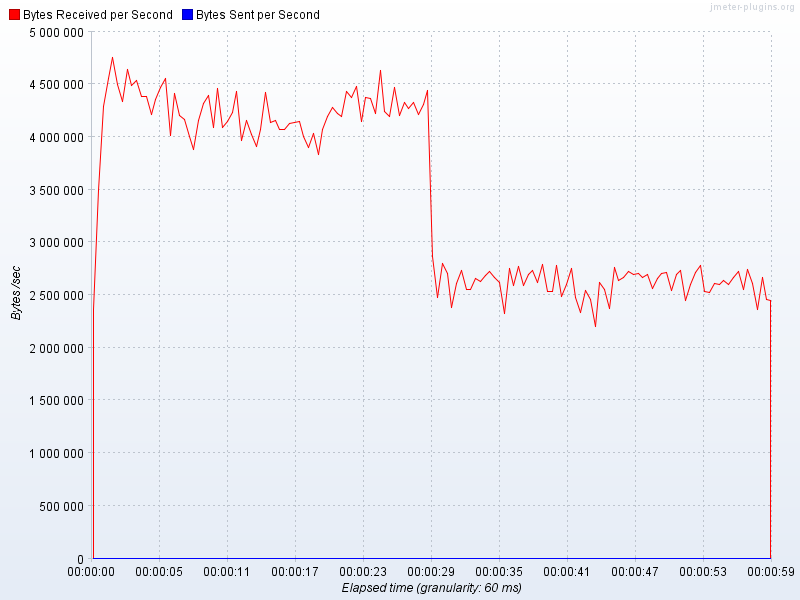 jmeter-plugins.org
Bytes Received per Second Bytes Sent per Second
5 000 000
4 500 000
4 000 000
3 500 000
3 000 000
2 500 000
2 000 000
1 500 000
1 000 000
500 000
0
Bytes /sec
00:00:00 00:00:05 00:00:11 00:00:17 00:00:23 00:00:29 00:00:35 00:00:41 00:00:47 00:00:53 00:00:59
Elapsed time (granularity: 60 ms)